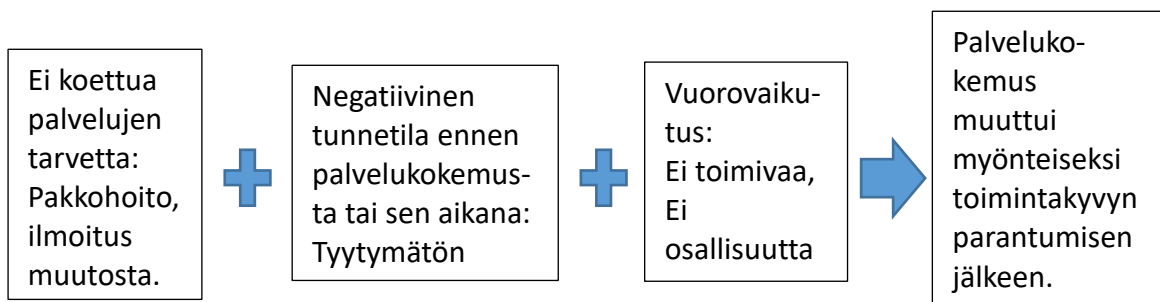 Ei koettua
palvelujen
tarvetta:
Pakkohoito,
ilmoitus
muutosta.
Negatiivinen
tunnetila ennen
palvelukokemus-
ta tai sen aikana:
Tyytymätön
Vuorovaiku-
tus:
Ei toimivaa,
Ei
osallisuutta
Palveluko-
kemus
muuttui
myönteiseksi
toimintakyvyn
parantumisen
jälkeen.